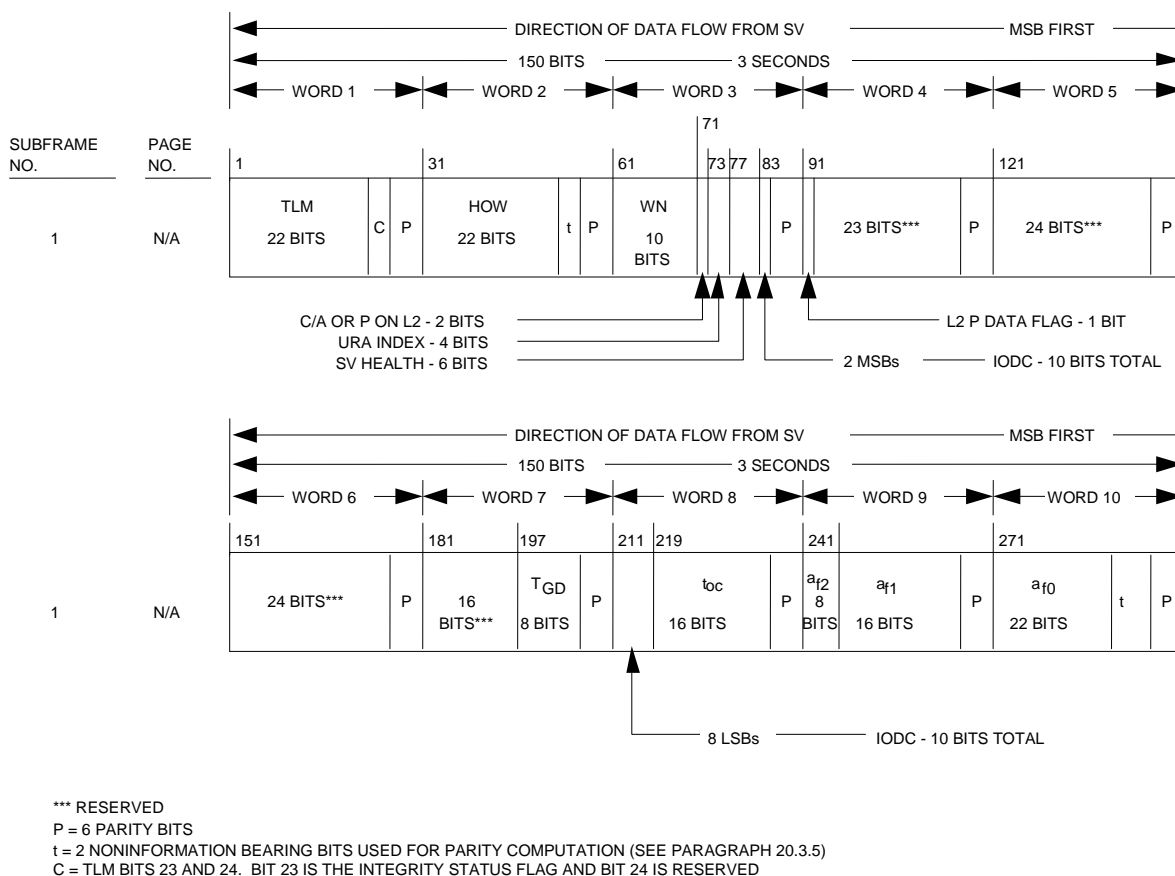 DIRECTION OF DATA FLOW FROM SV MSB FIRST
150 BITS 3 SECONDS
WORD 1 WORD 2 WORD 3 WORD 4 WORD 5
SUBFRAME NO.
PAGE NO.
71
1 31 61 73 77 83 91 121
1 N/A
TLM
22 BITS
C P
HOW
22 BITS
t P
WN
10
BITS
P
23 BITS***
P
24 BITS***
P
C/A OR P ON L2 - 2 BITS
URA INDEX - 4 BITS
SV HEALTH - 6 BITS
L2 P DATA FLAG - 1 BIT
2 MSBs IODC - 10 BITS TOTAL
DIRECTION OF DATA FLOW FROM SV MSB FIRST
150 BITS 3 SECONDS
WORD 6 WORD 7 WORD 8 WORD 9 WORD 10
151 181 197 211 219 241 271
1 N/A
24 BITS***
P
16
BITS***
TGD
8 BITS
P
toc
16 BITS
P
af2
8
BITS
af1
16 BITS
P
af0
22 BITS
t
P
8 LSBs IODC - 10 BITS TOTAL
*** RESERVED
P = 6 PARITY BITS
t = 2 NONINFORMATION BEARING BITS USED FOR PARITY COMPUTATION (SEE PARAGRAPH 20.3.5)
C = TLM BITS 23 AND 24. BIT 23 IS THE INTEGRITY STATUS FLAG AND BIT 24 IS RESERVED